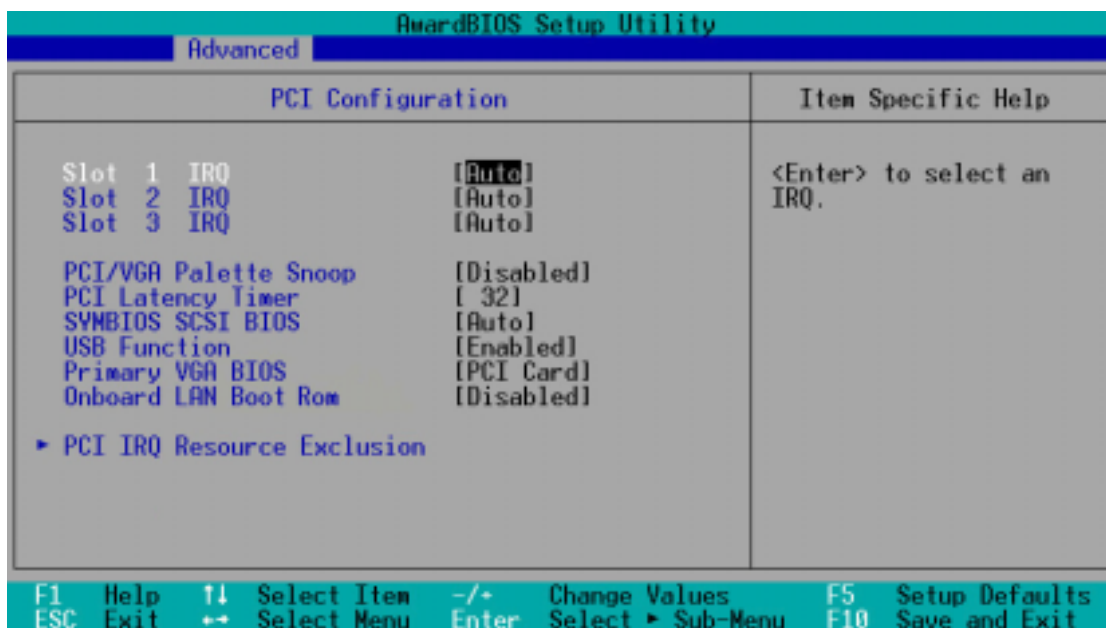 AwardBIOS Setup Utility
Advanced
PCI Configuration
Item Specific Help
Slot 1 IRQ [Auto]
Slot 2 IRQ [Auto]
Slot 3 IRQ [Auto]
PCI/VGA Palette Snoop [Disabled]
PCI Latency Timer [ 32]
SYMBIOS SCSI BIOS [Auto]
USB Function [Enabled]
Primary VGA BIOS [PCI Card]
Onboard LAN Boot Rom [Disabled]
► PCI IRQ Resource Exclusion
<Enter> to select an
IRQ.
F1 Help ↑↓ Select Item -/+ Change Values F5 Setup Defaults
ESC Exit ←→ Select Menu Enter Select ► Sub-Menu F10 Save and Exit